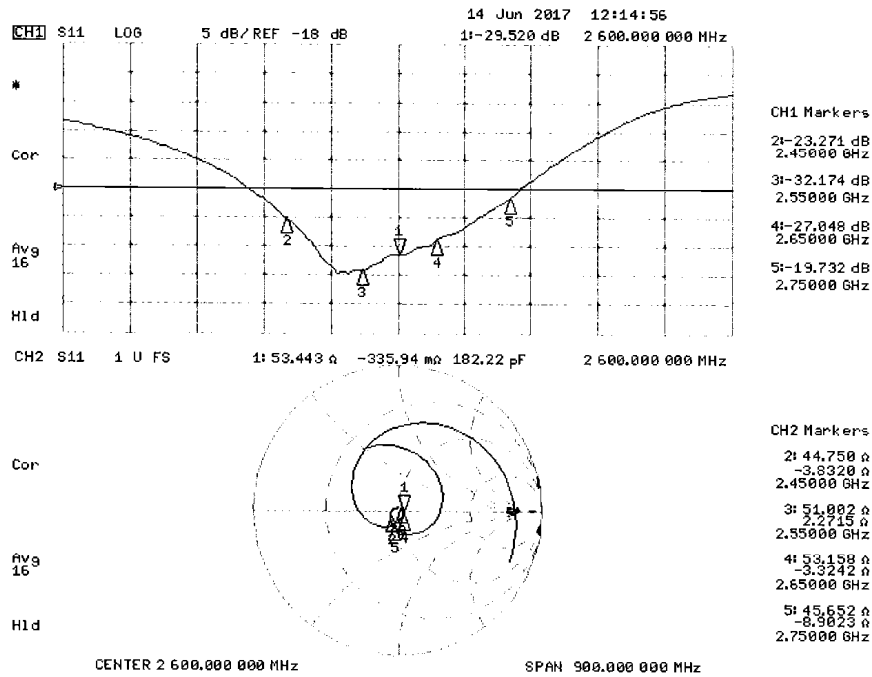 14 Jun 2017 12:14:56
CH1 S11 LOG 5 dB/REF -18 dB 1:-29.520 dB 2 600.000 000 MHz
*
CH1 Markers
2:-23.271 dB
2.45000 GHz
Cor
3:-32.174 dB
2.55000 GHz
1
2
3
4
5
4:-27.048 dB
2.65000 GHz
Avg
16
5:-19.732 dB
2.75000 GHz
Hld
CH2 S11 1 U FS 1: 53.443 Ω -335.94 mΩ 182.22 pF 2 600.000 000 MHz
CH2 Markers
2: 44.750 Ω
-3.8320 Ω
2.45000 GHz
Cor
1
3: 51.002 Ω
2.2715 Ω
2.55000 GHz
5
4: 53.158 Ω
-3.3242 Ω
2.65000 GHz
Avg
16
5: 45.652 Ω
-8.9023 Ω
2.75000 GHz
Hld
CENTER 2 600.000 000 MHz SPAN 900.000 000 MHz